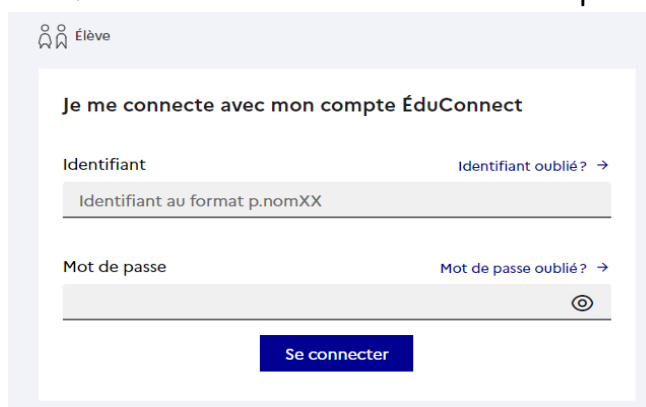 Élève
Je me connecte avec mon compte ÉduConnect
Identifiant
Identifiant oublié? →
Identifiant au format p.nomXX
Mot de passe
Mot de passe oublié? →
Se connecter